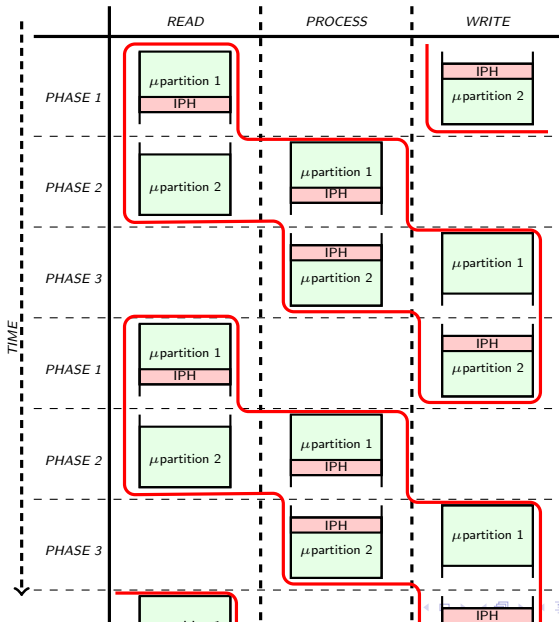 READ PROCESS WRITE
μpartition 1 IPH
PHASE 1 IPH μpartition 2
μpartition 1
PHASE 2 μpartition 2 IPH
IPH μpartition 1
PHASE 3 μpartition 2
TIME
μpartition 1 IPH
PHASE 1 IPH μpartition 2
μpartition 1
PHASE 2 μpartition 2 IPH
IPH μpartition 1
PHASE 3 μpartition 2
IPH